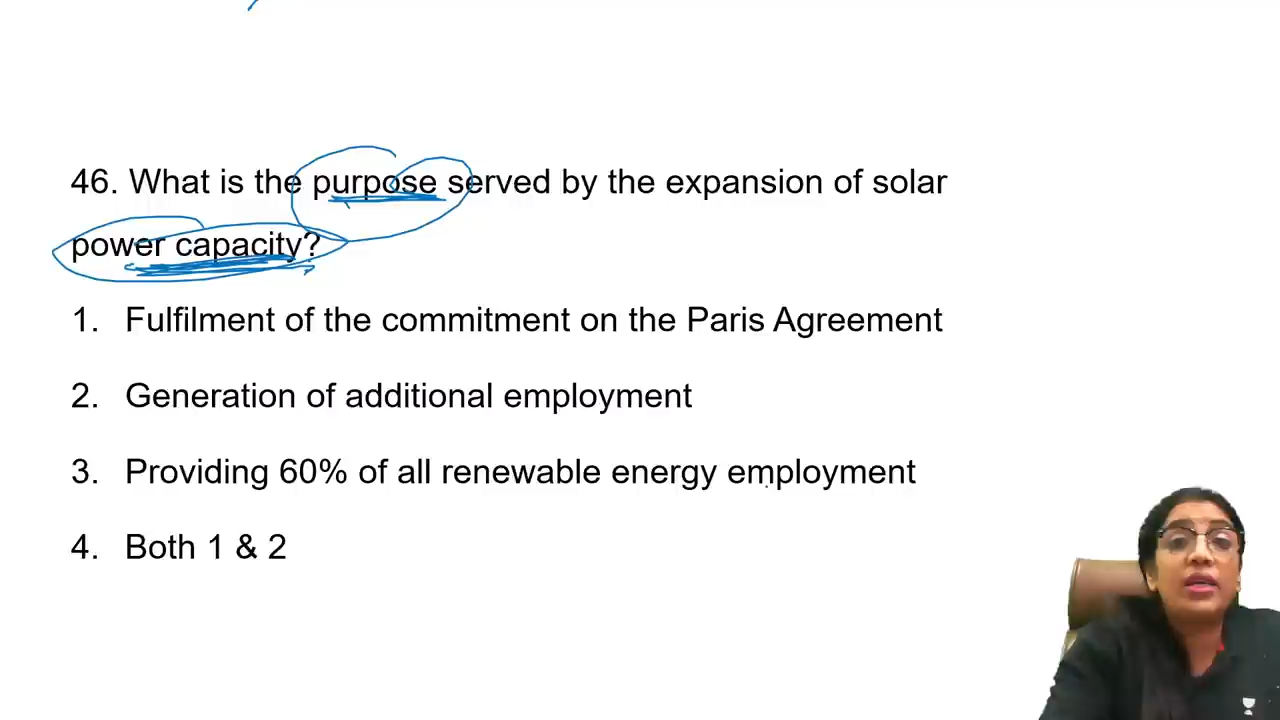 46. What is the purpose served by the expansion of solar
power capacity?
1. Fulfilment of the commitment on the Paris Agreement
2. Generation of additional employment
3. Providing 60% of all renewable energy employment
4. Both 1 & 2